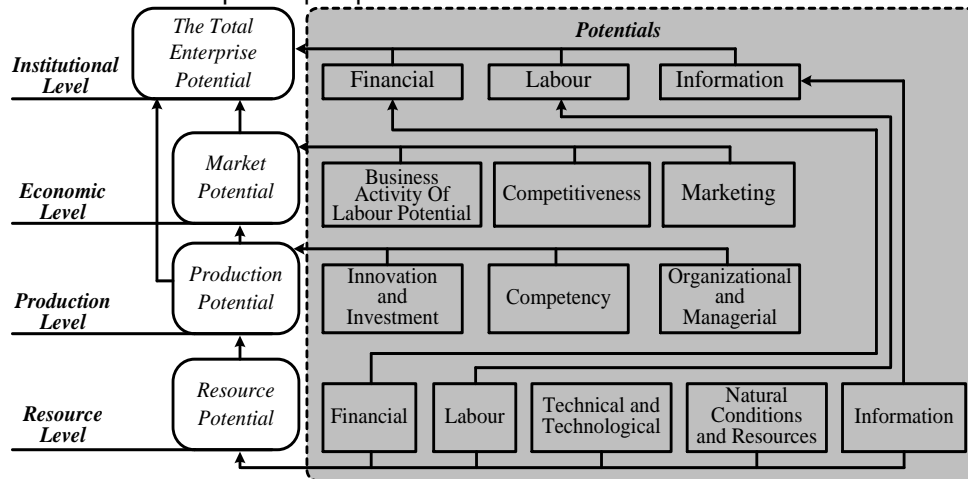 The Total
Enterprise
Potential
Institutional
Level
Potentials
Financial
Labour
Information
Market
Potential
Economic
Level
Business
Activity Of
Labour Potential
Competitiveness
Marketing
Production
Potential
Production
Level
Innovation
and
Investment
Competency
Organizational
and
Managerial
Resource
Potential
Resource
Level
Financial
Labour
Technical and
Technological
Natural
Conditions
and Resources
Information